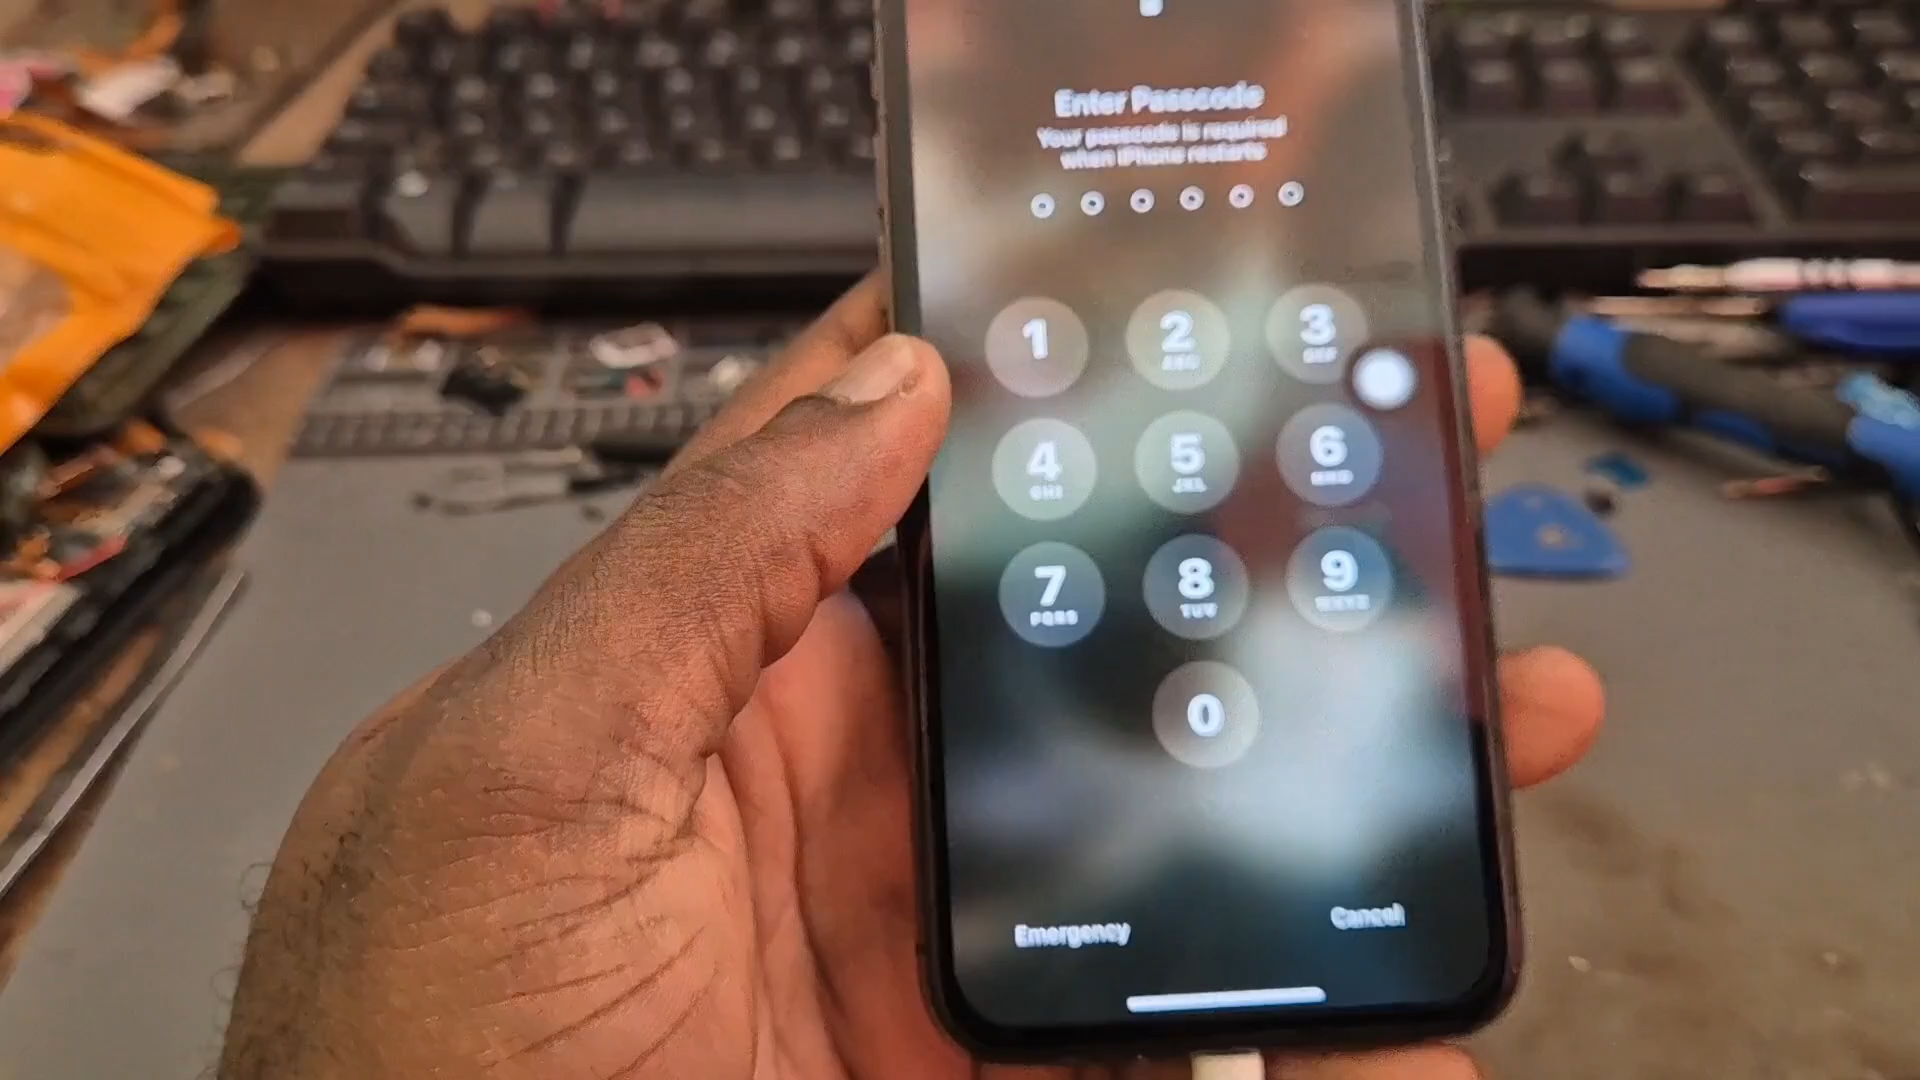 Enter Passcode
Your passcode is required
when iPhone restarts
1
2
ABC
3
DEF
4
GHI
5
JKL
6
MNO
7
PQRS
8
TUV
9
WXYZ
0
Emergency
Cancel